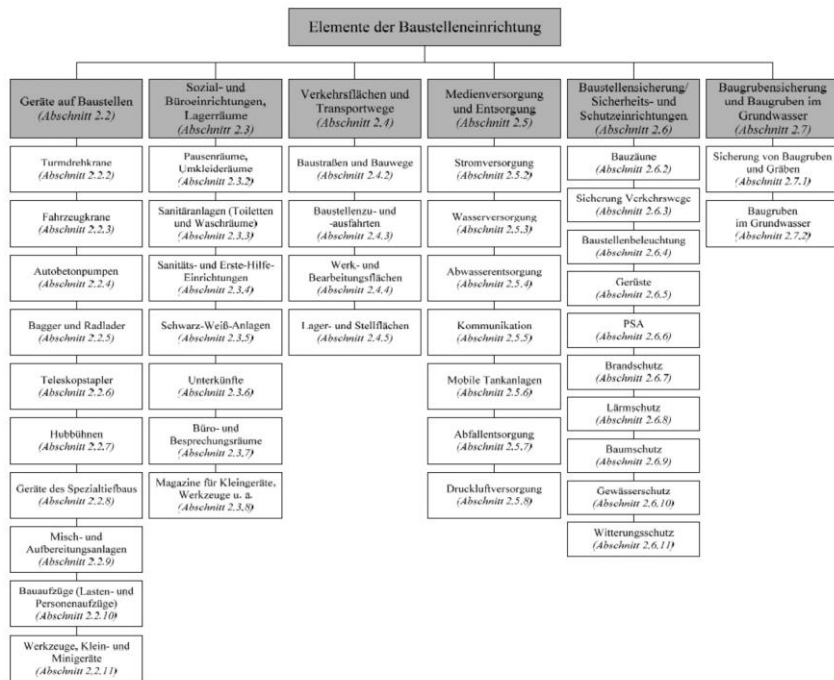 Elemente der Baustelleneinrichtung
Geräte auf Baustellen
(Abschnitt 2.2)
Turmdrehkrane
(Abschnitt 2.2.2)
Fahrzeugkrane
(Abschnitt 2.2.3)
Autobetonpumpen
(Abschnitt 2.2.4)
Bagger und Radlader
(Abschnitt 2.2.5)
Teleskopstapler
(Abschnitt 2.2.6)
Hubbühnen
(Abschnitt 2.2.7)
Geräte des Spezialtiefbaus
(Abschnitt 2.2.8)
Misch- und
Aufbereitungsanlagen
(Abschnitt 2.2.9)
Bauaufzüge (Lasten- und
Personenaufzüge)
(Abschnitt 2.2.10)
Werkzeuge, Klein- und
Minigeräte
(Abschnitt 2.2.11)
Sozial- und
Büroeinrichtungen,
Lagerräume
(Abschnitt 2.3)
Pausenräume,
Umkleideräume
(Abschnitt 2.3.2)
Sanitäranlagen (Toiletten
und Waschräume)
(Abschnitt 2.3.3)
Sanitäts- und Erste-Hilfe-
Einrichtungen
(Abschnitt 2.3.4)
Schwarz-Weiß-Anlagen
(Abschnitt 2.3.5)
Unterkünfte
(Abschnitt 2.3.6)
Büro- und
Besprechungsräume
(Abschnitt 2.3.7)
Magazine für Kleingeräte,
Werkzeuge u. a.
(Abschnitt 2.3.8)
Verkehrsflächen und
Transportwege
(Abschnitt 2.4)
Baustraßen und Bauwege
(Abschnitt 2.4.2)
Baustellenzu- und
-ausfahrten
(Abschnitt 2.4.3)
Werk- und
Bearbeitungsflächen
(Abschnitt 2.4.4)
Lager- und Stellflächen
(Abschnitt 2.4.5)
Medienversorgung
und Entsorgung
(Abschnitt 2.5)
Stromversorgung
(Abschnitt 2.5.2)
Wasserversorgung
(Abschnitt 2.5.3)
Abwasserentsorgung
(Abschnitt 2.5.4)
Kommunikation
(Abschnitt 2.5.5)
Mobile Tankanlagen
(Abschnitt 2.5.6)
Abfallentsorgung
(Abschnitt 2.5.7)
Druckluftversorgung
(Abschnitt 2.5.8)
Baustellensicherung/
Sicherheits- und
Schutzeinrichtungen
(Abschnitt 2.6)
Bauzäune
(Abschnitt 2.6.2)
Sicherung Verkehrswege
(Abschnitt 2.6.3)
Baustellenbeleuchtung
(Abschnitt 2.6.4)
Gerüste
(Abschnitt 2.6.5)
PSA
(Abschnitt 2.6.6)
Brandschutz
(Abschnitt 2.6.7)
Lärmschutz
(Abschnitt 2.6.8)
Baumschutz
(Abschnitt 2.6.9)
Gewässerschutz
(Abschnitt 2.6.10)
Witterungsschutz
(Abschnitt 2.6.11)
Baugrubensicherung
und Baugruben im
Grundwasser
(Abschnitt 2.7)
Sicherung von Baugruben
und Gräben
(Abschnitt 2.7.1)
Baugruben
im Grundwasser
(Abschnitt 2.7.2)